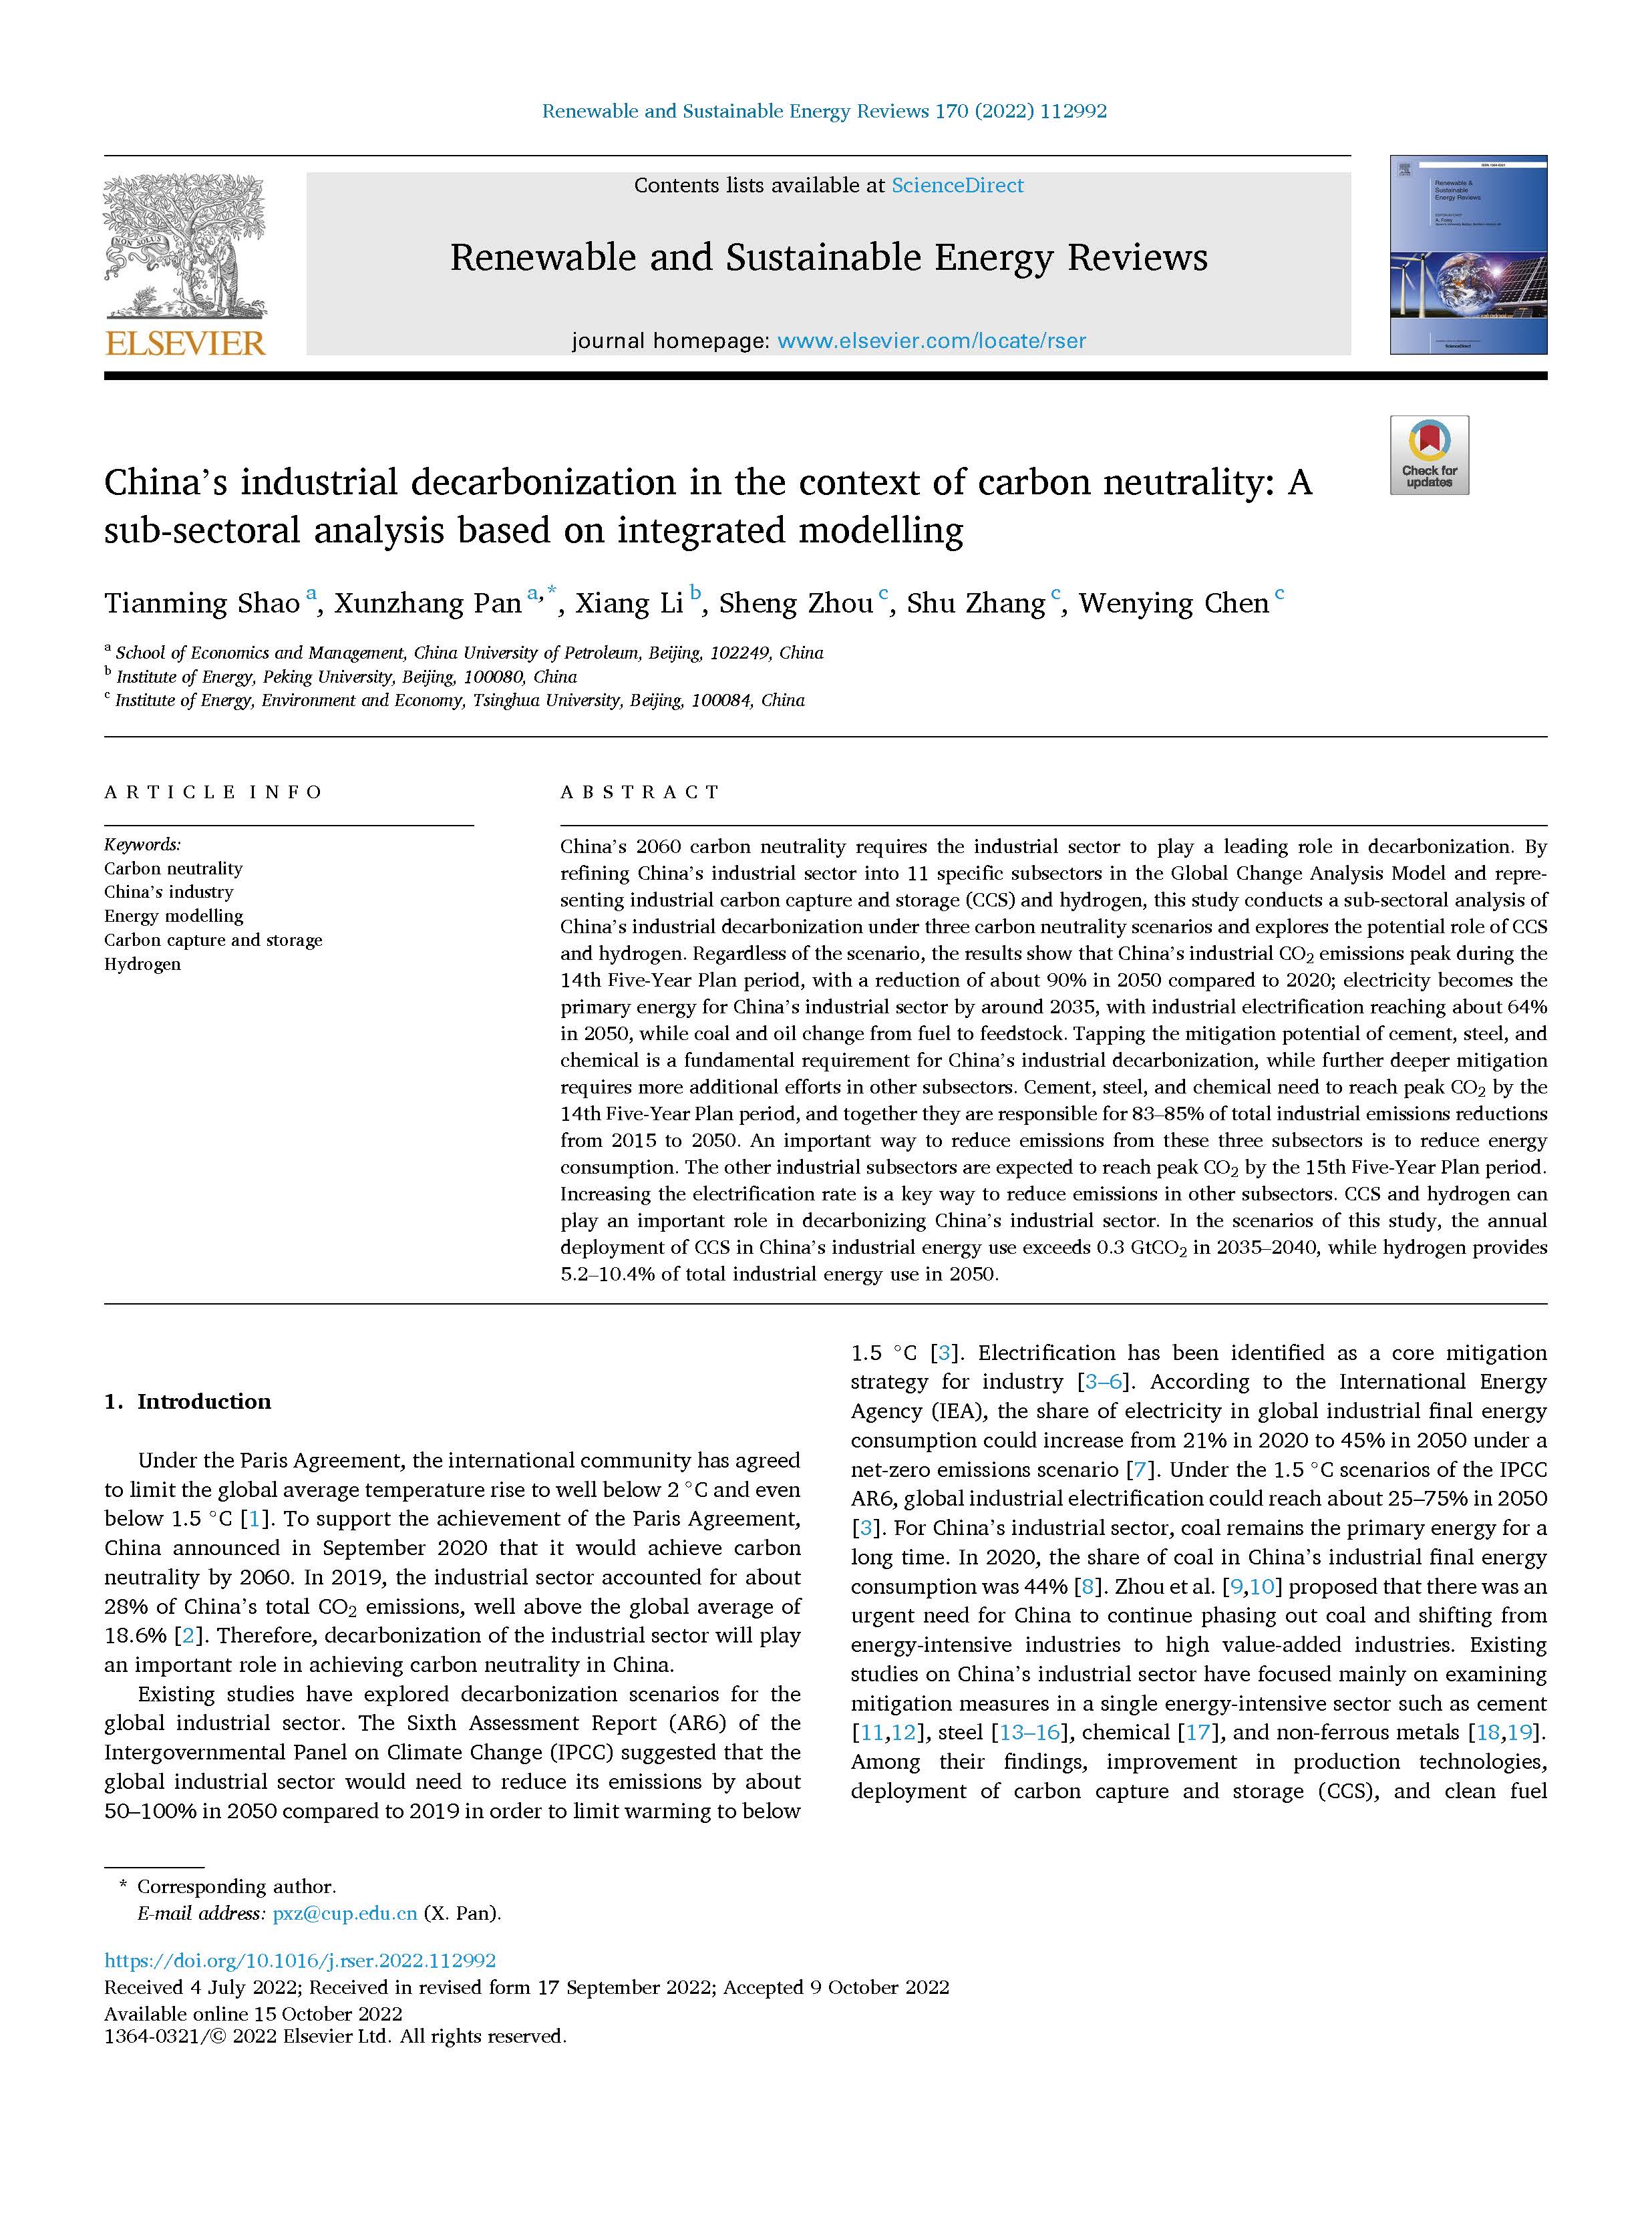 Renewable and Sustainable Energy Reviews 170 (2022) 112992
Contents lists available at ScienceDirect
Renewable and Sustainable Energy Reviews
journal homepage: www.elsevier.com/locate/rser
NON SOLUS
ELSEVIER
Renewable &
Sustainable
Energy Reviews
Check for
updates
China's industrial decarbonization in the context of carbon neutrality: A
sub-sectoral analysis based on integrated modelling
Tianming Shao a, Xunzhang Pan a,*, Xiang Li b, Sheng Zhou c, Shu Zhang c, Wenying Chen c
a School of Economics and Management, China University of Petroleum, Beijing, 102249, China
b Institute of Energy, Peking University, Beijing, 100080, China
c Institute of Energy, Environment and Economy, Tsinghua University, Beijing, 100084, China
ARTICLE INFO
Keywords:
Carbon neutrality
China's industry
Energy modelling
Carbon capture and storage
Hydrogen
ABSTRACT
China's 2060 carbon neutrality requires the industrial sector to play a leading role in decarbonization. By
refining China's industrial sector into 11 specific subsectors in the Global Change Analysis Model and repre-
senting industrial carbon capture and storage (CCS) and hydrogen, this study conducts a sub-sectoral analysis of
China's industrial decarbonization under three carbon neutrality scenarios and explores the potential role of CCS
and hydrogen. Regardless of the scenario, the results show that China's industrial CO2 emissions peak during the
14th Five-Year Plan period, with a reduction of about 90% in 2050 compared to 2020; electricity becomes the
primary energy for China's industrial sector by around 2035, with industrial electrification reaching about 64%
in 2050, while coal and oil change from fuel to feedstock. Tapping the mitigation potential of cement, steel, and
chemical is a fundamental requirement for China's industrial decarbonization, while further deeper mitigation
requires more additional efforts in other subsectors. Cement, steel, and chemical need to reach peak CO2 by the
14th Five-Year Plan period, and together they are responsible for 83–85% of total industrial emissions reductions
from 2015 to 2050. An important way to reduce emissions from these three subsectors is to reduce energy
consumption. The other industrial subsectors are expected to reach peak CO2 by the 15th Five-Year Plan period.
Increasing the electrification rate is a key way to reduce emissions in other subsectors. CCS and hydrogen can
play an important role in decarbonizing China's industrial sector. In the scenarios of this study, the annual
deployment of CCS in China's industrial energy use exceeds 0.3 GtCO2 in 2035–2040, while hydrogen provides
5.2–10.4% of total industrial energy use in 2050.
1. Introduction
Under the Paris Agreement, the international community has agreed
to limit the global average temperature rise to well below 2 °C and even
below 1.5 °C [1]. To support the achievement of the Paris Agreement,
China announced in September 2020 that it would achieve carbon
neutrality by 2060. In 2019, the industrial sector accounted for about
28% of China's total CO2 emissions, well above the global average of
18.6% [2]. Therefore, decarbonization of the industrial sector will play
an important role in achieving carbon neutrality in China.
Existing studies have explored decarbonization scenarios for the
global industrial sector. The Sixth Assessment Report (AR6) of the
Intergovernmental Panel on Climate Change (IPCC) suggested that the
global industrial sector would need to reduce its emissions by about
50–100% in 2050 compared to 2019 in order to limit warming to below
1.5 °C [3]. Electrification has been identified as a core mitigation
strategy for industry [3–6]. According to the International Energy
Agency (IEA), the share of electricity in global industrial final energy
consumption could increase from 21% in 2020 to 45% in 2050 under a
net-zero emissions scenario [7]. Under the 1.5 °C scenarios of the IPCC
AR6, global industrial electrification could reach about 25–75% in 2050
[3]. For China's industrial sector, coal remains the primary energy for a
long time. In 2020, the share of coal in China's industrial final energy
consumption was 44% [8]. Zhou et al. [9,10] proposed that there was an
urgent need for China to continue phasing out coal and shifting from
energy-intensive industries to high value-added industries. Existing
studies on China's industrial sector have focused mainly on examining
mitigation measures in a single energy-intensive sector such as cement
[11,12], steel [13–16], chemical [17], and non-ferrous metals [18,19].
Among their findings, improvement in production technologies,
deployment of carbon capture and storage (CCS), and clean fuel
* Corresponding author.
E-mail address: pxz@cup.edu.cn (X. Pan).
https://doi.org/10.1016/j.rser.2022.112992
Received 4 July 2022; Received in revised form 17 September 2022; Accepted 9 October 2022
Available online 15 October 2022
1364-0321/© 2022 Elsevier Ltd. All rights reserved.